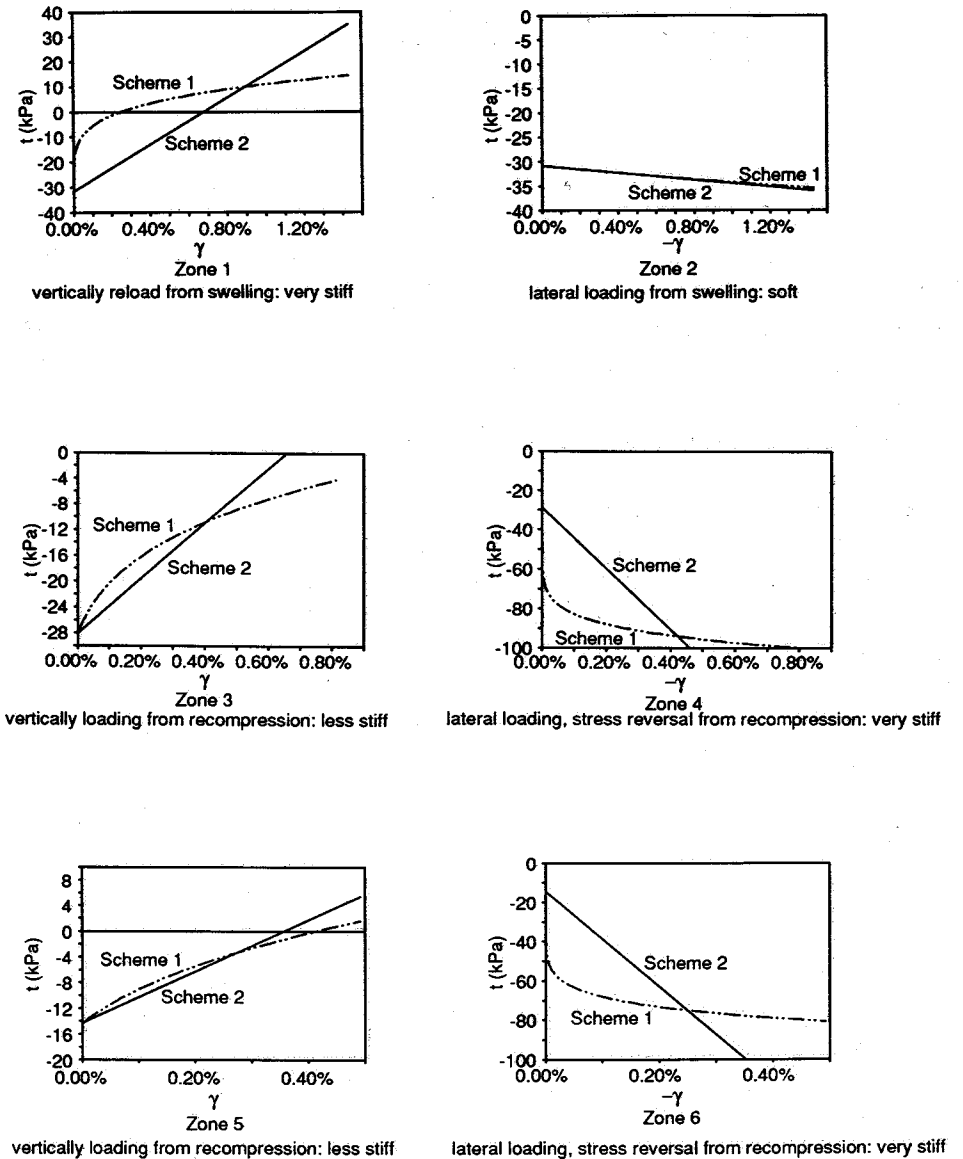 40
30
20
10
0
-10
-20
-30
-40
t (kPa)
Scheme 1
Scheme 2
0.00% 0.40% 0.80% 1.20%
γ
Zone 1
vertically reload from swelling: very stiff
0
-5
-10
-15
-20
-25
-30
-35
-40
t (kPa)
Scheme 1
Scheme 2
0.00% 0.40% 0.80% 1.20%
-γ
Zone 2
lateral loading from swelling: soft
0
-4
-8
-12
-16
-20
-24
-28
t (kPa)
Scheme 1
Scheme 2
0.00% 0.20% 0.40% 0.60% 0.80%
γ
Zone 3
vertically loading from recompression: less stiff
0
-20
-40
-60
-80
-100
t (kPa)
Scheme 2
Scheme 1
0.00% 0.20% 0.40% 0.60% 0.80%
-γ
Zone 4
lateral loading, stress reversal from recompression: very stiff
8
4
0
-4
-8
-12
-16
-20
t (kPa)
Scheme 1
Scheme 2
0.00% 0.20% 0.40%
γ
Zone 5
vertically loading from recompression: less stiff
0
-20
-40
-60
-80
-100
t (kPa)
Scheme 2
Scheme 1
0.00% 0.20% 0.40%
-γ
Zone 6
lateral loading, stress reversal from recompression: very stiff